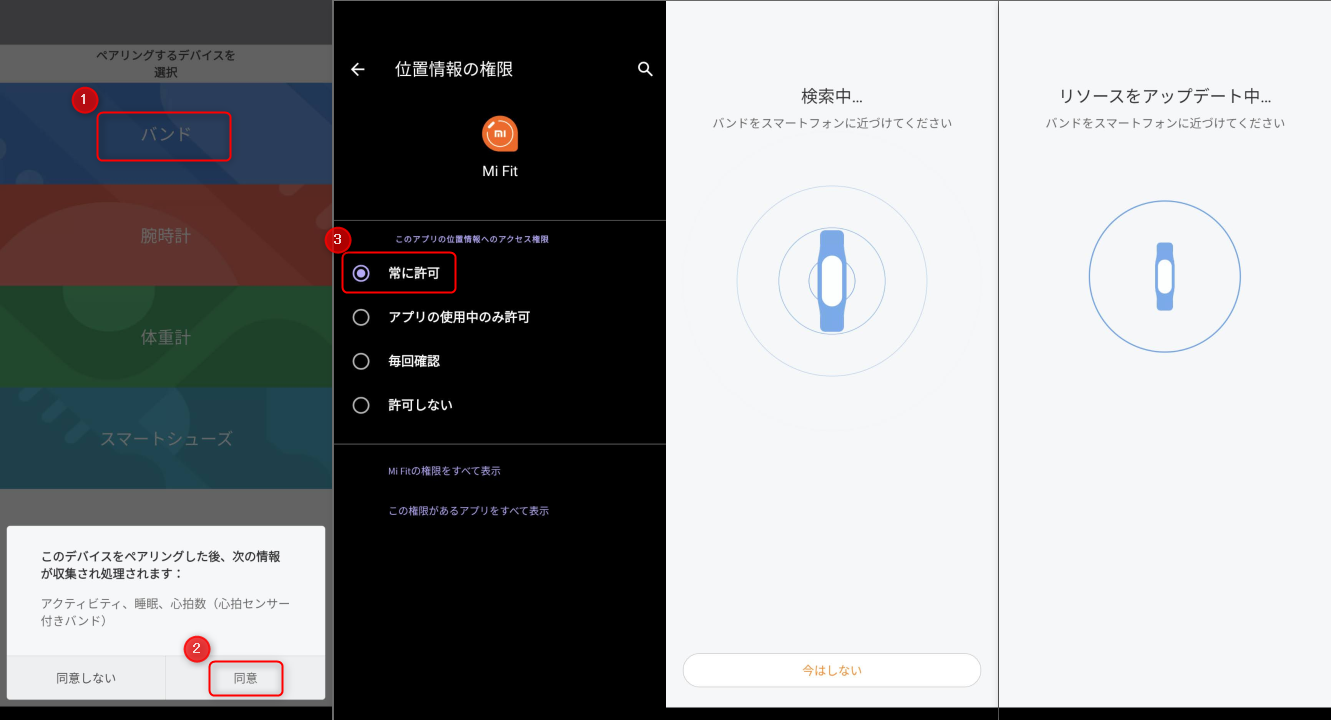 ペアリングするデバイスを
選択
1
バンド
腕時計
体重計
スマートシューズ
このデバイスをペアリングした後、次の情報
が収集され処理されます：
アクティビティ、睡眠、心拍数（心拍センサー
付きバンド）
2
同意しない
同意
位置情報の権限
mi
Mi Fit
3
このアプリの位置情報へのアクセス権限
常に許可
アプリの使用中のみ許可
毎回確認
許可しない
Mi Fitの権限をすべて表示
この権限があるアプリをすべて表示
検索中...
バンドをスマートフォンに近づけてください
今はしない
リソースをアップデート中...
バンドをスマートフォンに近づけてください